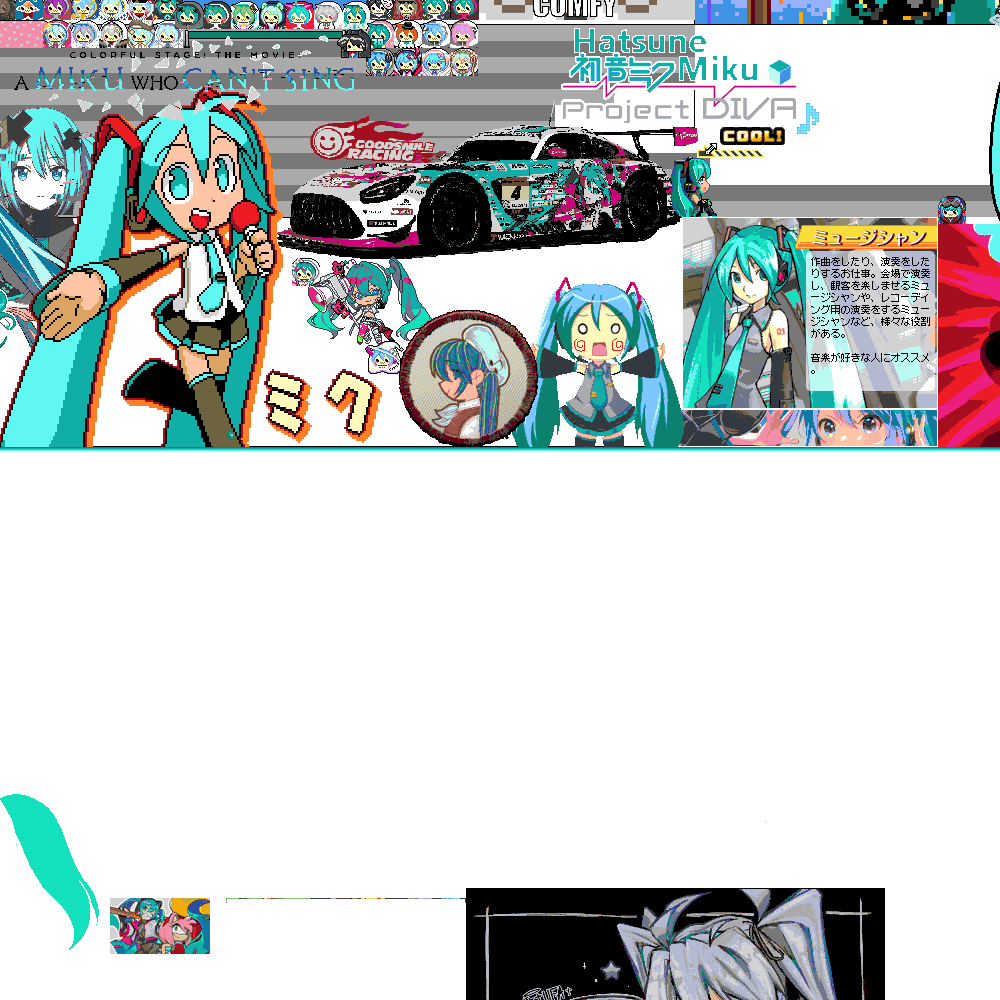 COMFY
COLORFUL STAGE! THE MOVIE:
A MIKU WHO CAN'T SING
Hatsune
初音ミク Miku
Project DIVA
COOL!
GOODSMILE
RACING
4
ミュージシャン
作曲をしたり、演奏をした
りするお仕事。会場で演奏
し、観客を楽しませるミュ
ージシャンや、レコーディ
ング用の演奏をするミュー
ジシャンなど、様々な役割
がある。
音楽が好きな人にオススメ
。
ミク